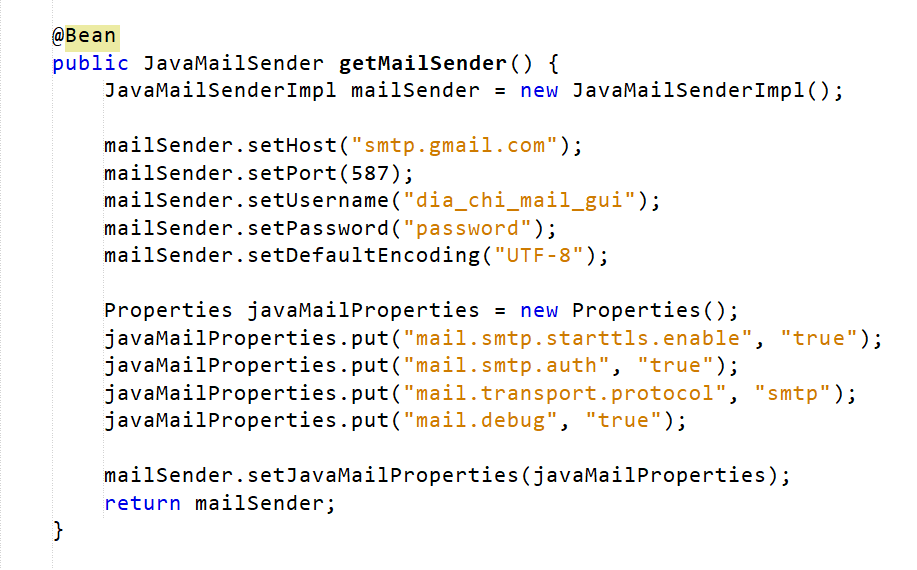 @Bean
public JavaMailSender getMailSender() {
    JavaMailSenderImpl mailSender = new JavaMailSenderImpl();
    mailSender.setHost("smtp.gmail.com");
    mailSender.setPort(587);
    mailSender.setUsername("dia_chi_mail_gui");
    mailSender.setPassword("password");
    mailSender.setDefaultEncoding("UTF-8");
    Properties javaMailProperties = new Properties();
    javaMailProperties.put("mail.smtp.starttls.enable", "true");
    javaMailProperties.put("mail.smtp.auth", "true");
    javaMailProperties.put("mail.transport.protocol", "smtp");
    javaMailProperties.put("mail.debug", "true");
    mailSender.setJavaMailProperties(javaMailProperties);
    return mailSender;
}